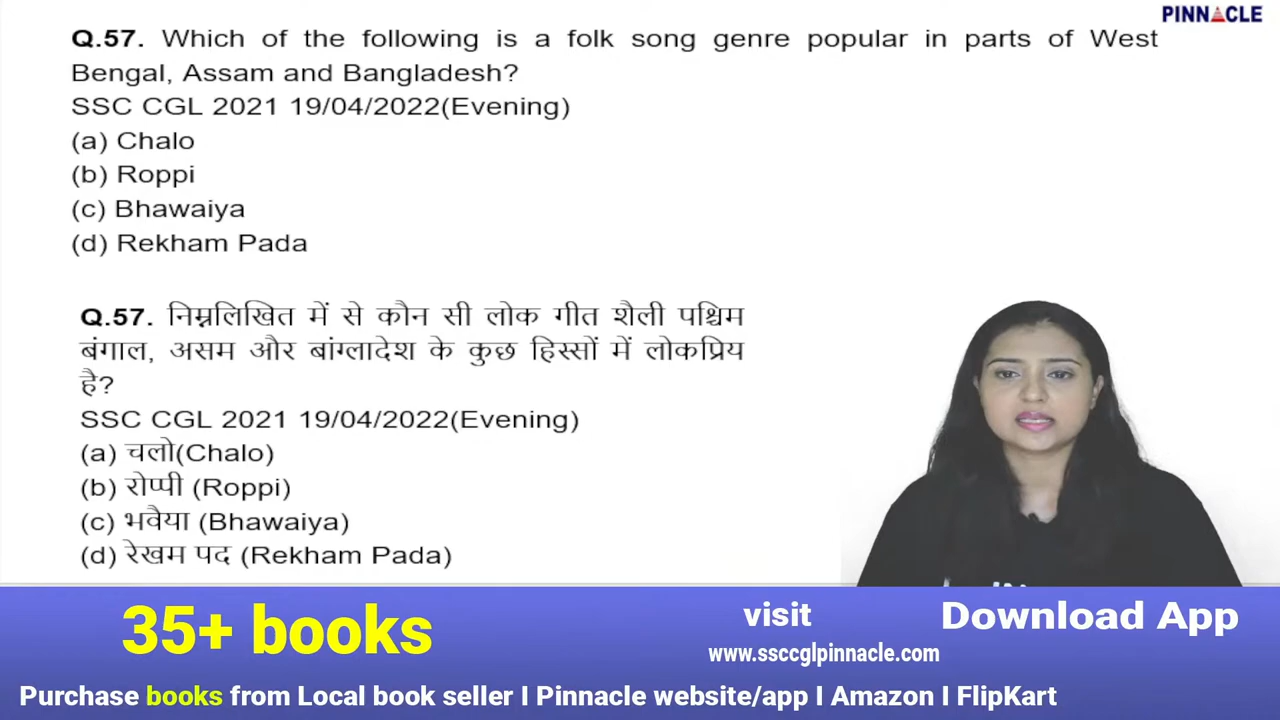 PINNACLE
Q.57. Which of the following is a folk song genre popular in parts of West
Bengal, Assam and Bangladesh?
SSC CGL 2021 19/04/2022(Evening)
(a) Chalo
(b) Roppi
(c) Bhawaiya
(d) Rekham Pada
Q.57. निम्नलिखित में से कौन सी लोक गीत शैली पश्चिम
बंगाल, असम और बांग्लादेश के कुछ हिस्सों में लोकप्रिय
है?
SSC CGL 2021 19/04/2022(Evening)
(a) चलो(Chalo)
(b) रोप्पी (Roppi)
(c) भवैया (Bhawaiya)
(d) रेखम पद (Rekham Pada)
35+ books
visit
www.ssccglpinnacle.com
Download App
Purchase books from Local book seller I Pinnacle website/app I Amazon I FlipKart